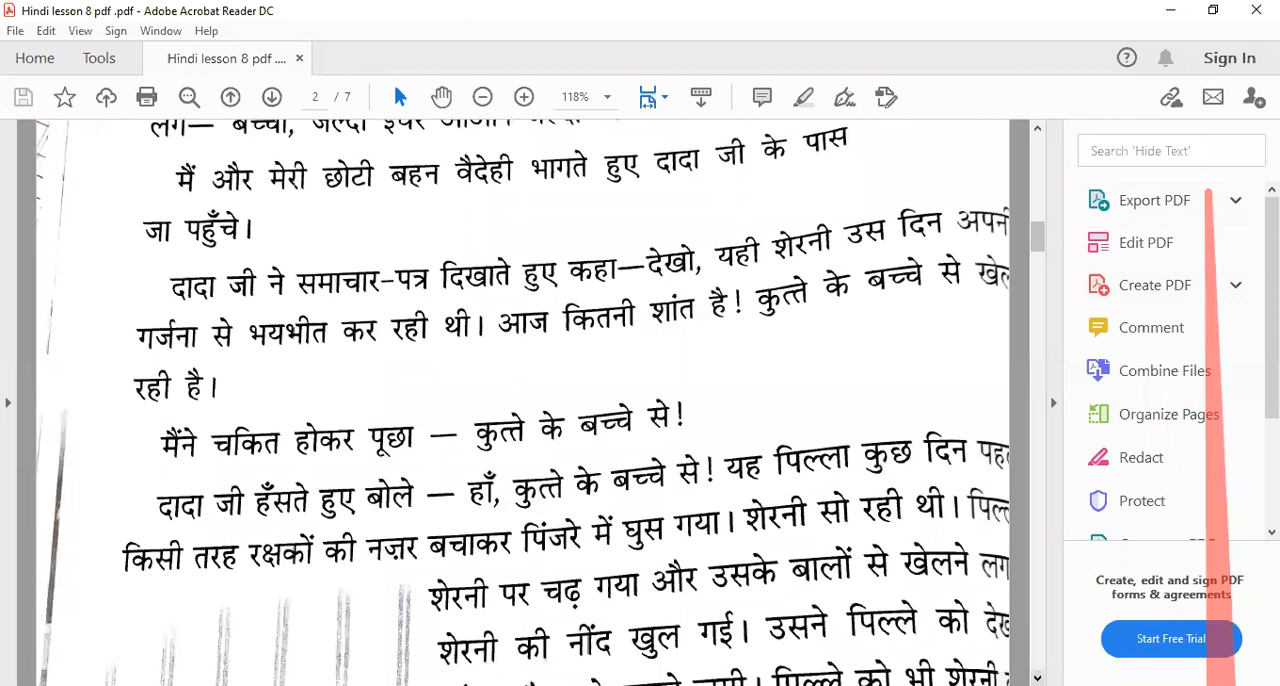 Hindi lesson 8 pdf .pdf - Adobe Acrobat Reader DC
File Edit View Sign Window Help
Home Tools Hindi lesson 8 pdf .... ×
Sign In
2 / 7 118%
मैं और मेरी छोटी बहन वैदेही भागते हुए दादा जी के पास
जा पहुँचे।
दादा जी ने समाचार-पत्र दिखाते हुए कहा—देखो, यही शेरनी उस दिन अपनी
गर्जना से भयभीत कर रही थी। आज कितनी शांत है! कुत्ते के बच्चे से खेल
रही है।
मैंने चकित होकर पूछा — कुत्ते के बच्चे से!
दादा जी हँसते हुए बोले — हाँ, कुत्ते के बच्चे से! यह पिल्ला कुछ दिन
किसी तरह रक्षकों की नज़र बचाकर पिंजरे में घुस गया। शेरनी सो रही थी।
शेरनी पर चढ़ गया और उसके बालों से खेलने
शेरनी की नींद खुल गई। उसने पिल्ले को
पिल्ले को भी शेरनी
Search 'Hide Text'
Export PDF
Edit PDF
Create PDF
Comment
Combine Files
Organize Pages
Redact
Protect
Create, edit and sign PDF
forms & agreements
Start Free Trial